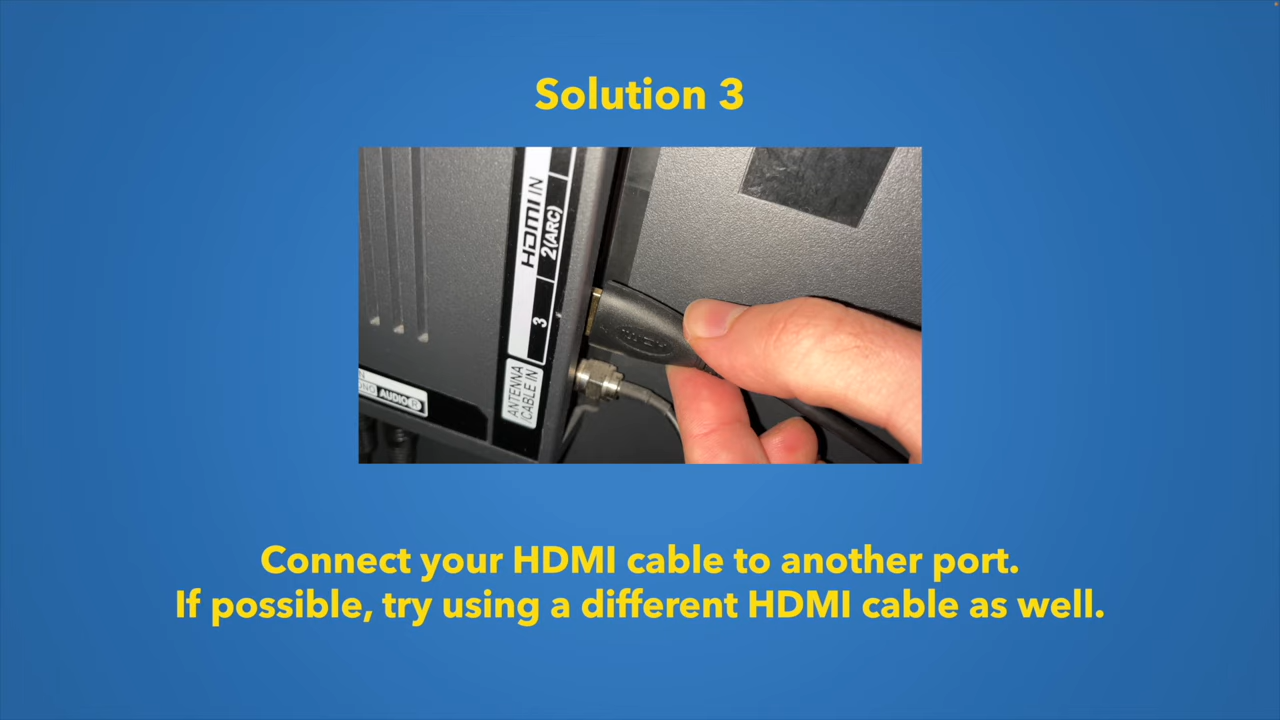 Solution 3
HDMI IN
2(ARC)
3
ANTENNA
/CABLE IN
AUDIO R
HDMI
Connect your HDMI cable to another port.
If possible, try using a different HDMI cable as well.